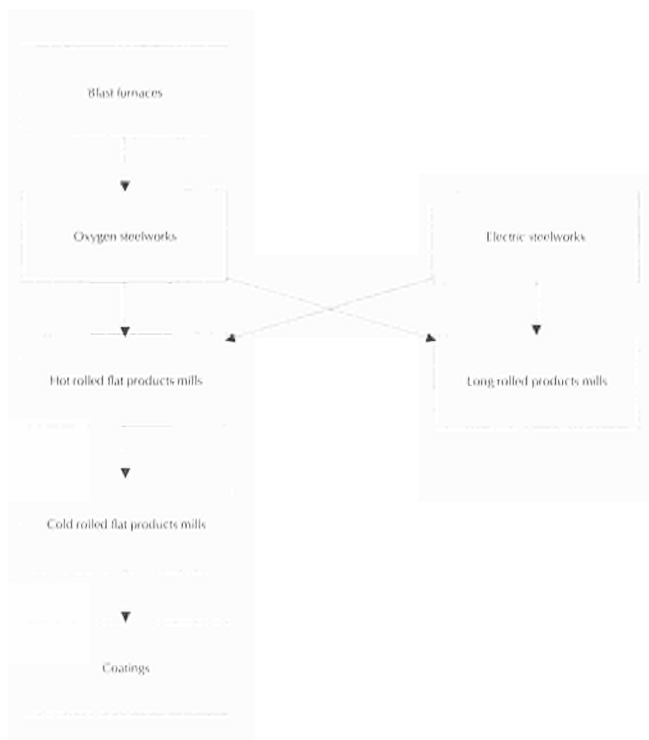 Blast furnaces
Oxygen steelworks
Electric steelworks
Hot rolled flat products mills
Long rolled products mills
Cold rolled flat products mills
Coatings